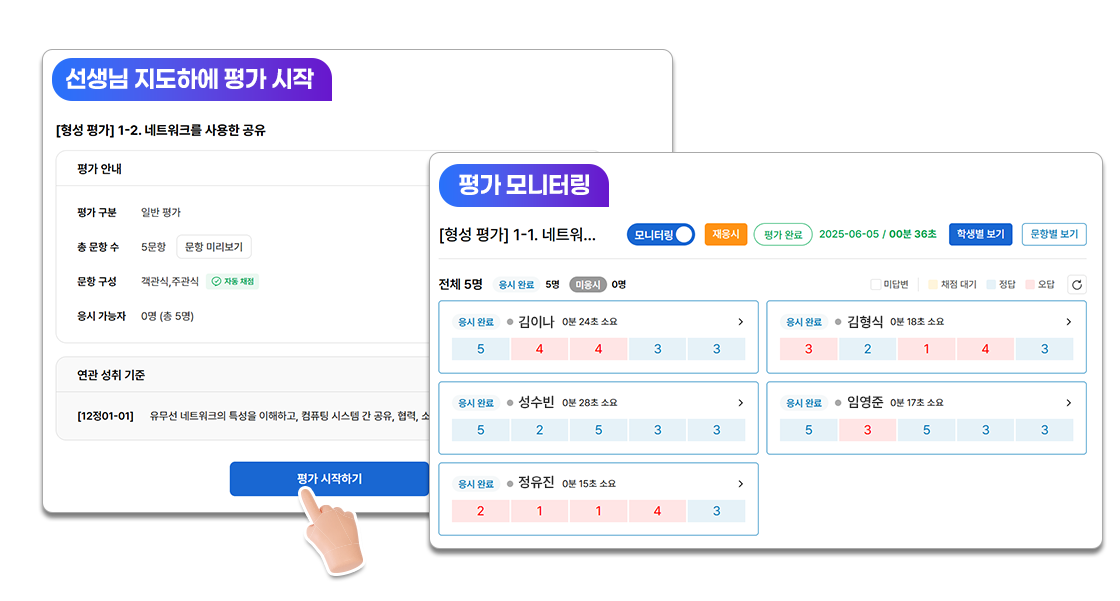 선생님 지도하에 평가 시작
[형성 평가] 1-2. 네트워크를 사용한 공유
평가 안내
평가 구분 일반 평가
총 문항 수 5문항 문항 미리보기
문항 구성 객관식,주관식 자동 채점
응시 가능자 0명 (총 5명)
연관 성취 기준
[12정01-01] 유무선 네트워크의 특성을 이해하고, 컴퓨팅 시스템 간 공유, 협력, 소
평가 시작하기
평가 모니터링
[형성 평가] 1-1. 네트워... 모니터링 재응시 평가 완료 2025-06-05 / 00분 36초 학생별 보기 문항별 보기
전체 5명 응시 완료 5명 미응시 0명 미답변 채점 대기 정답 오답
응시 완료 김이나 0분 24초 소요
5 4 4 3 3
응시 완료 김형식 0분 18초 소요
3 2 1 4 3
응시 완료 성수빈 0분 28초 소요
5 2 5 3 3
응시 완료 임영준 0분 17초 소요
5 3 5 3 3
응시 완료 정유진 0분 15초 소요
2 1 1 4 3